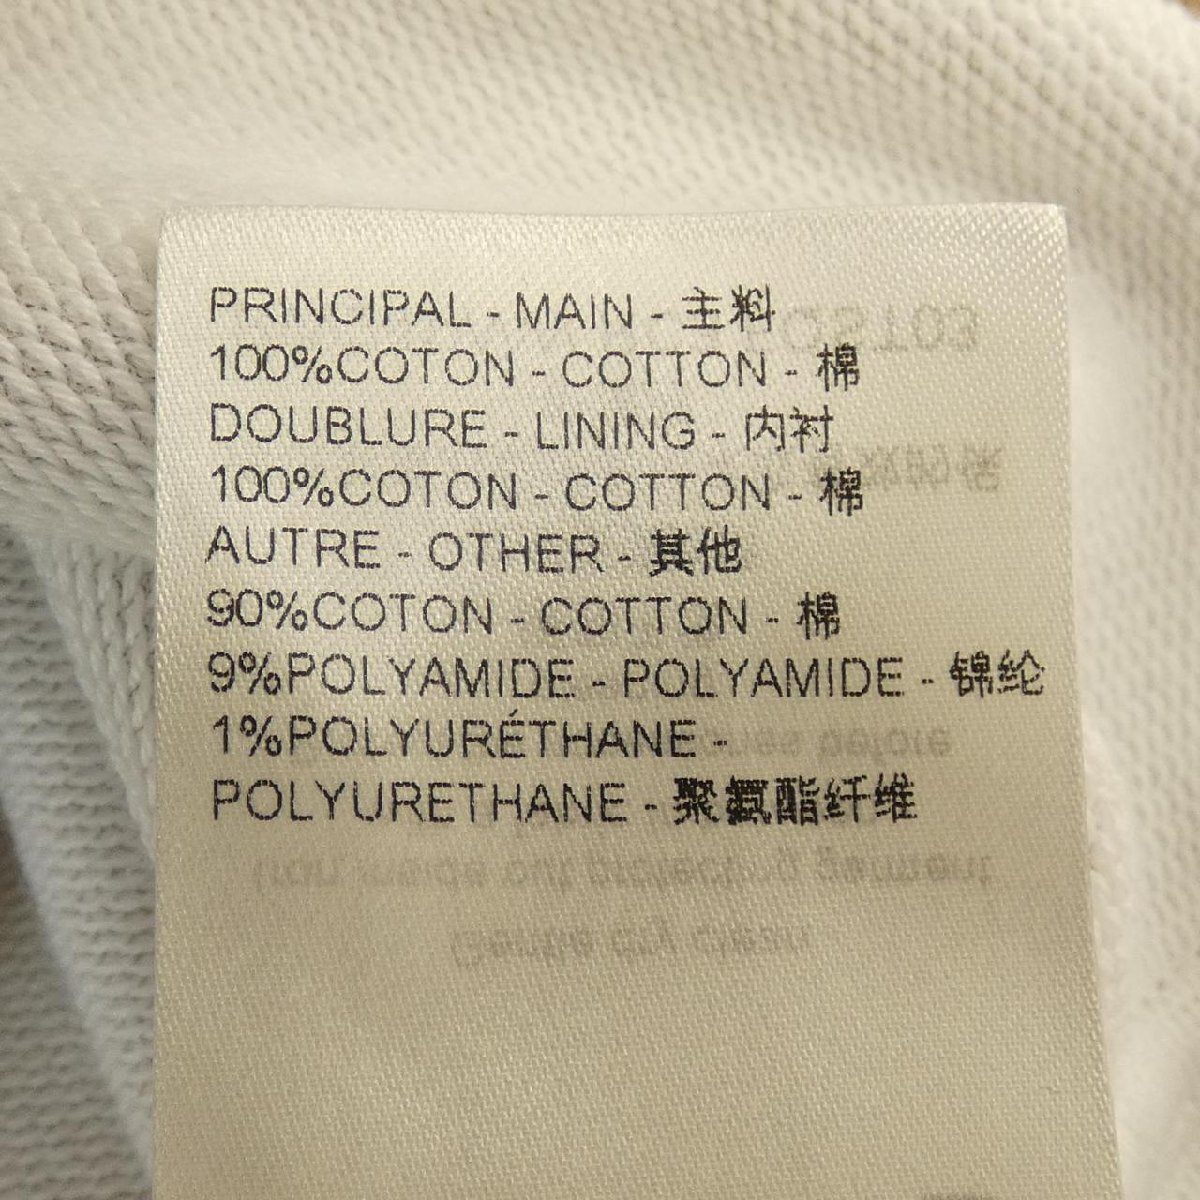 PRINCIPAL - MAIN - 主料
100%COTON - COTTON - 棉
DOUBLURE - LINING - 内衬
100%COTON - COTTON - 棉
AUTRE - OTHER - 其他
90%COTON - COTTON - 棉
9%POLYAMIDE - POLYAMIDE - 锦纶
1%POLYURÉTHANE -
POLYURETHANE - 聚氨酯纤维